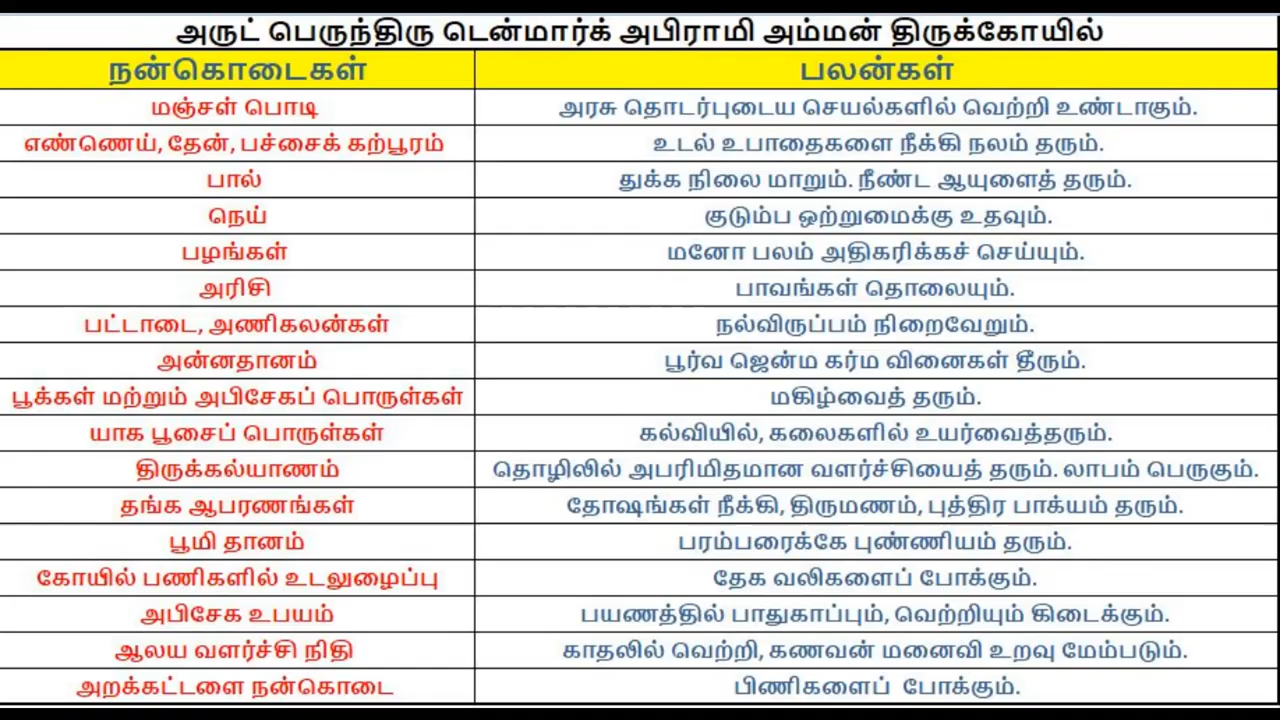 அருட் பெருந்திரு டென்மார்க் அபிராமி அம்மன் திருக்கோயில்
நன்கொடைகள் பலன்கள்
மஞ்சள் பொடி அரசு தொடர்புடைய செயல்களில் வெற்றி உண்டாகும்.
எண்ணெய், தேன், பச்சைக் கற்பூரம் உடல் உபாதைகளை நீக்கி நலம் தரும்.
பால் துக்க நிலை மாறும். நீண்ட ஆயுளைத் தரும்.
நெய் குடும்ப ஒற்றுமைக்கு உதவும்.
பழங்கள் மனோ பலம் அதிகரிக்கச் செய்யும்.
அரிசி பாவங்கள் தொலையும்.
பட்டாடை, அணிகலன்கள் நல்விருப்பம் நிறைவேறும்.
அன்னதானம் பூர்வ ஜென்ம கர்ம வினைகள் தீரும்.
பூக்கள் மற்றும் அபிசேகப் பொருள்கள் மகிழ்வைத் தரும்.
யாக பூசைப் பொருள்கள் கல்வியில், கலைகளில் உயர்வைத்தரும்.
திருக்கல்யாணம் தொழிலில் அபரிமிதமான வளர்ச்சியைத் தரும். லாபம் பெருகும்.
தங்க ஆபரணங்கள் தோஷங்கள் நீக்கி, திருமணம், புத்திர பாக்யம் தரும்.
பூமி தானம் பரம்பரைக்கே புண்ணியம் தரும்.
கோயில் பணிகளில் உடலுழைப்பு தேக வலிகளைப் போக்கும்.
அபிசேக உபயம் பயணத்தில் பாதுகாப்பும், வெற்றியும் கிடைக்கும்.
ஆலய வளர்ச்சி நிதி காதலில் வெற்றி, கணவன் மனைவி உறவு மேம்படும்.
அறக்கட்டளை நன்கொடை பிணிகளைப் போக்கும்.